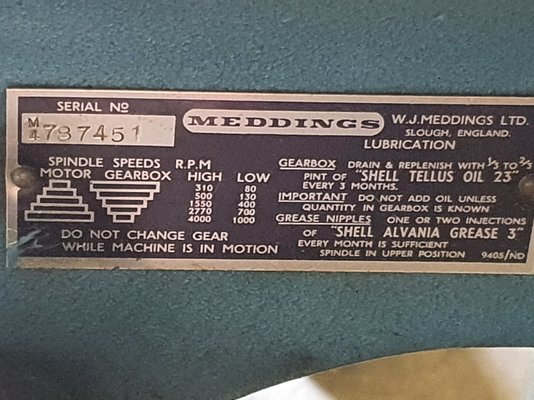 SERIAL Nº
M/4 787451
MEDDINGS
W.J.MEDDINGS LTD.
SLOUGH, ENGLAND.
LUBRICATION
SPINDLE SPEEDS R.P.M
MOTOR GEARBOX HIGH LOW
310 80
500 130
1550 400
2770 700
4000 1000
DO NOT CHANGE GEAR
WHILE MACHINE IS IN MOTION
GEARBOX DRAIN & REPLENISH WITH 1/3 TO 2/3
PINT OF "SHELL TELLUS OIL 23"
EVERY 3 MONTHS.
IMPORTANT DO NOT ADD OIL UNLESS
QUANTITY IN GEARBOX IS KNOWN
GREASE NIPPLES ONE OR TWO INJECTIONS
OF "SHELL ALVANIA GREASE 3"
EVERY MONTH IS SUFFICIENT
SPINDLE IN UPPER POSITION 9405/ND